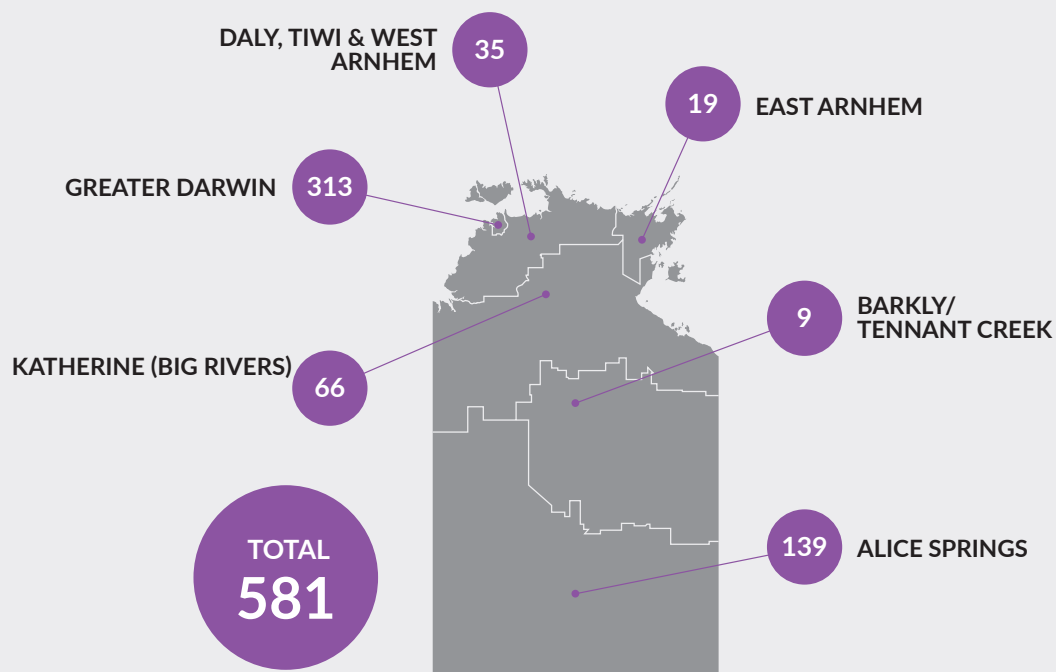 DALY, TIWI & WEST
ARNHEM
35
19
EAST ARNHEM
GREATER DARWIN
313
9
BARKLY/
TENNANT CREEK
KATHERINE (BIG RIVERS)
66
TOTAL
581
139
ALICE SPRINGS